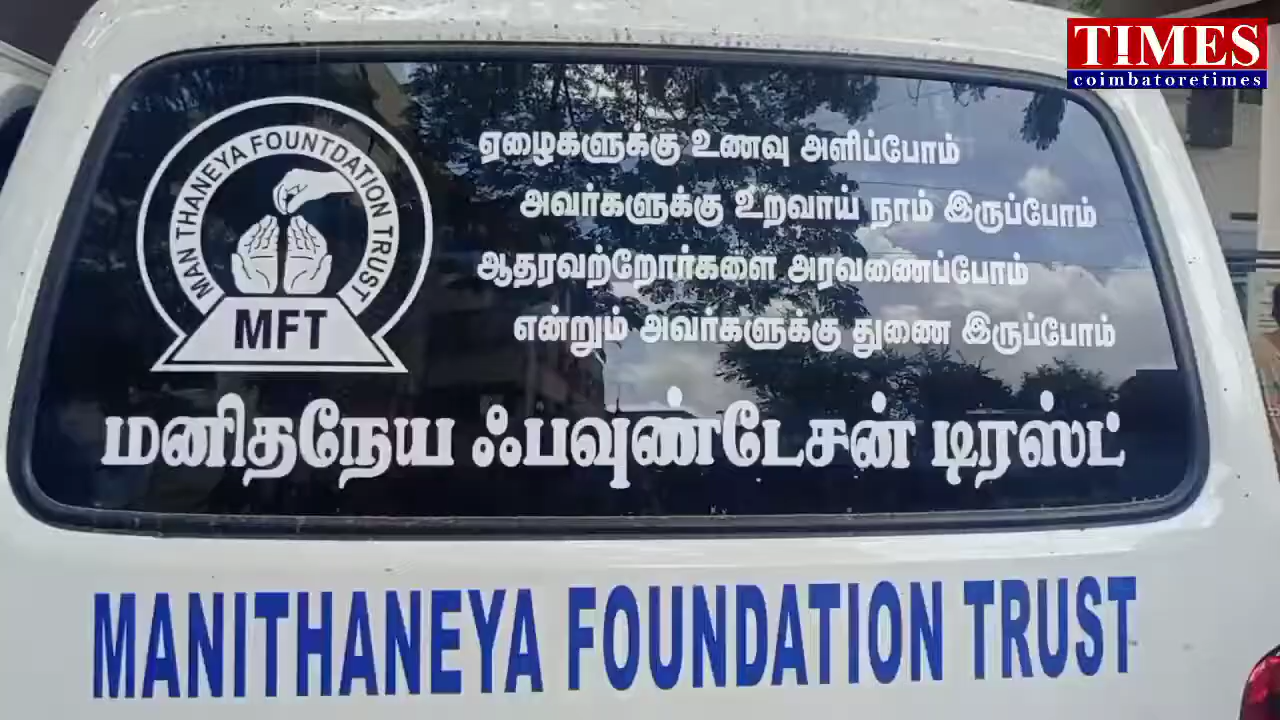 TIMES
coimbatoretimes
MAN THANEYA FOUNTDATION TRUST
MFT
ஏழைகளுக்கு உணவு அளிப்போம்
அவர்களுக்கு உறவாய் நாம் இருப்போம்
ஆதரவற்றோர்களை அரவணைப்போம்
என்றும் அவர்களுக்கு துணை இருப்போம்
மனிதநேய ஃபவுண்டேசன் டிரஸ்ட்
MANITHANEYA FOUNDATION TRUST